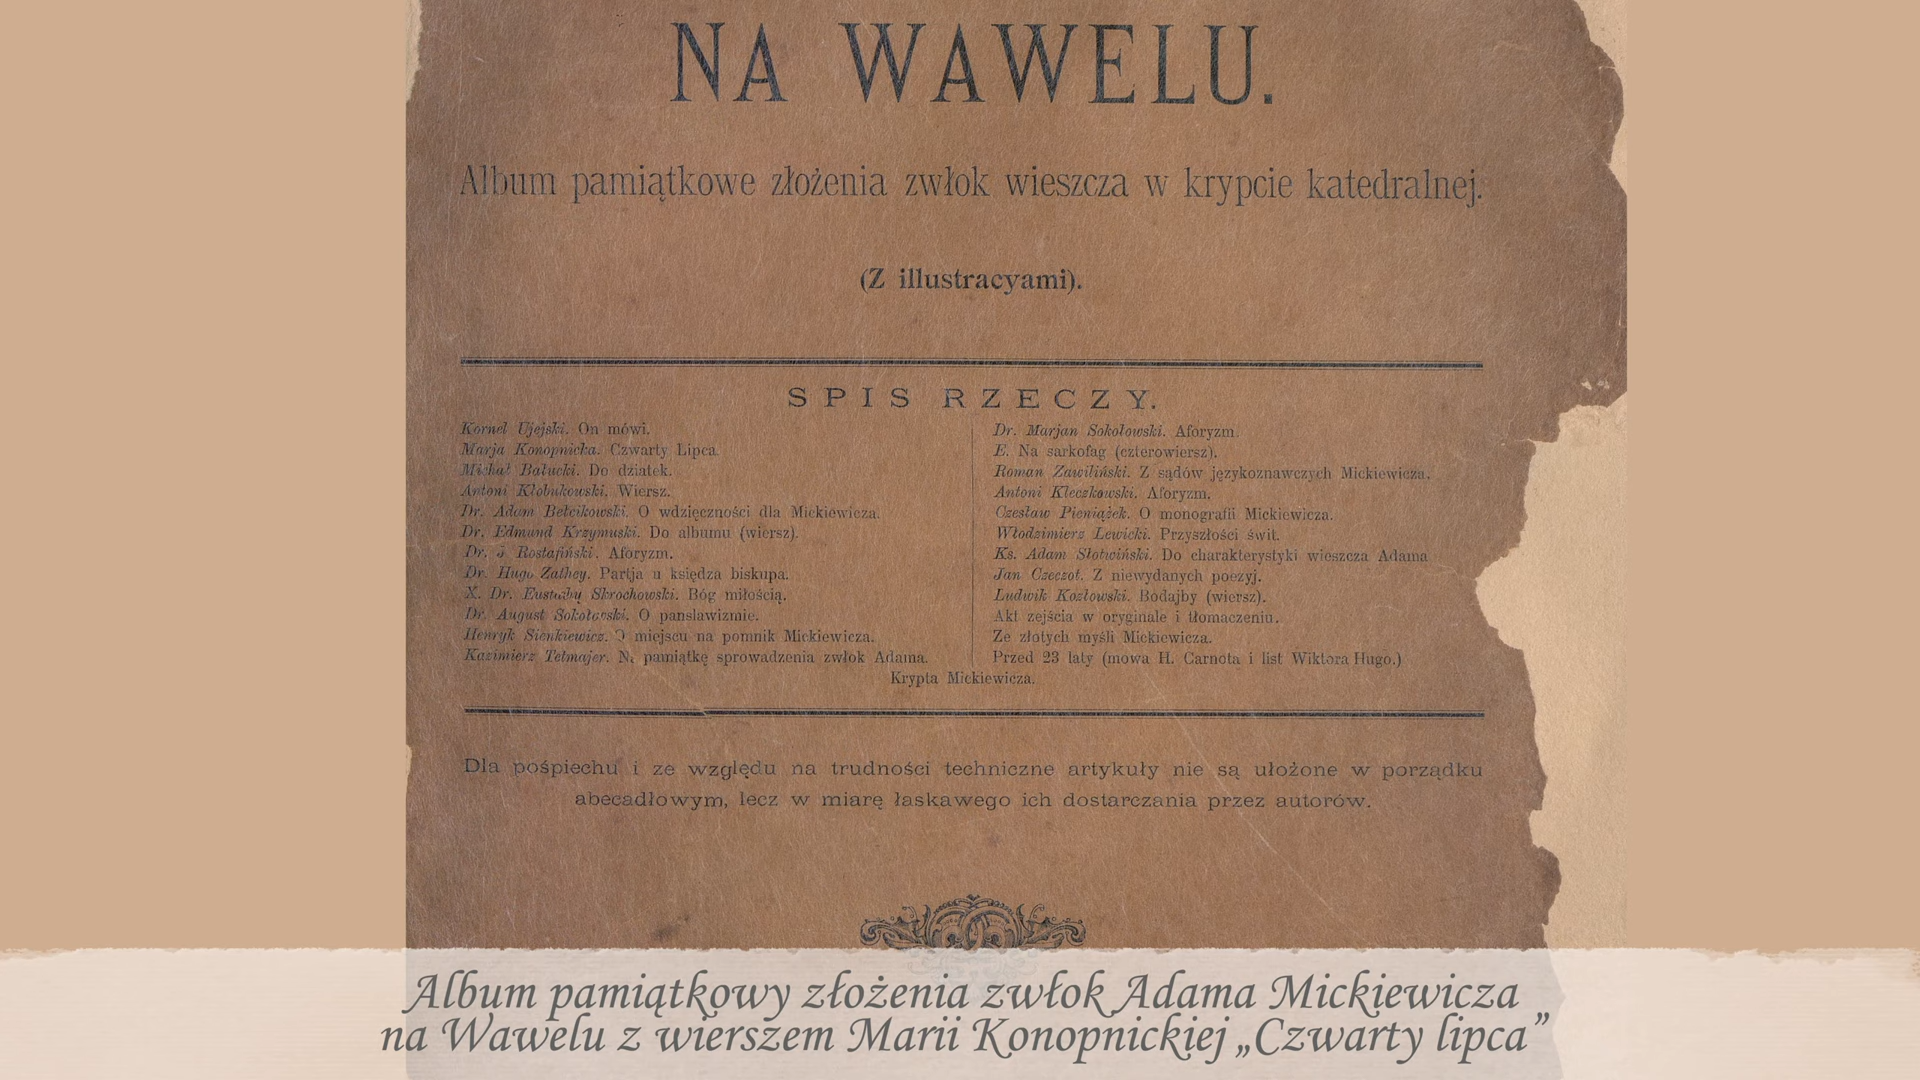 NA WAWELU.
Album pamiątkowe złożenia zwłok wieszcza w krypcie katedralnej.
(Z illustracyami).
SPIS RZECZY.
Kornel Ujejski. On mówi.
Marja Konopnicka. Czwarty Lipca.
Michał Bałucki. Do dziatek.
Antoni Kłobukowski. Wiersz.
Dr. Adam Bełcikowski. O wdzięczności dla Mickiewicza.
Dr. Edmund Krzymuski. Do albumu (wiersz).
Dr. J. Rostafiński. Aforyzm.
Dr. Hugo Zathey. Partja u księdza biskupa.
X. Dr. Eustachy Skrochowski. Bóg miłością.
Dr. August Sokołowski. O panslawizmie.
Henryk Sienkiewicz. O miejscu na pomnik Mickiewicza.
Kazimierz Tetmajer. Na pamiątkę sprowadzenia zwłok Adama.
Dr. Marjan Sokołowski. Aforyzm.
E. Na sarkofag (czterowiersz).
Roman Zawiliński. Z sądów językoznawczych Mickiewicza.
Antoni Kleczkowski. Aforyzm.
Czesław Pieniążek. O monografii Mickiewicza.
Włodzimierz Lewicki. Przyszłości świt.
Ks. Adam Słotwiński. Do charakterystyki wieszcza Adama
Jan Czeczot. Z niewydanych poezyj.
Ludwik Kozłowski. Bodajby (wiersz).
Akt zejścia w oryginale i tłomaczeniu.
Ze złotych myśli Mickiewicza.
Przed 23 laty (mowa H. Carnota i list Wiktora Hugo.)
Krypta Mickiewicza.
Dla pośpiechu i ze względu na trudności techniczne artykuły nie są ułożone w porządku
abecadłowym, lecz w miarę łaskawego ich dostarczania przez autorów.
Album pamiątkowy złożenia zwłok Adama Mickiewicza
na Wawelu z wierszem Marii Konopnickiej „Czwarty lipca”